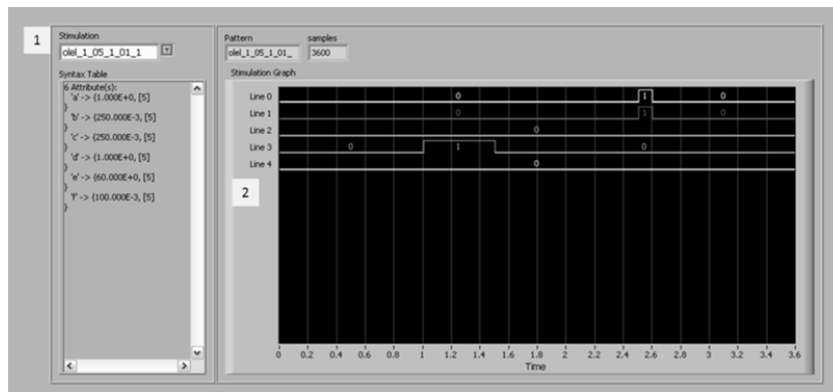 1
Stimulation
olel_1_05_1_01_1
Syntax Table
6 Attribute(s):
'a' -> {1.000E+0, [5]
}
'b' -> {250.000E-3, [5]
}
'c' -> {250.000E-3, [5]
}
'd' -> {1.000E+0, [5]
}
'e' -> {60.000E+0, [5]
}
'f' -> {100.000E-3, [5]
}
Pattern
samples
olel_1_05_1_01_
3600
Stimulation Graph
Line 0
0
1
0
Line 1
0
1
0
Line 2
0
Line 3
0
1
0
Line 4
0
2
0 0.2 0.4 0.6 0.8 1 1.2 1.4 1.6 1.8 2 2.2 2.4 2.6 2.8 3 3.2 3.4 3.6
Time